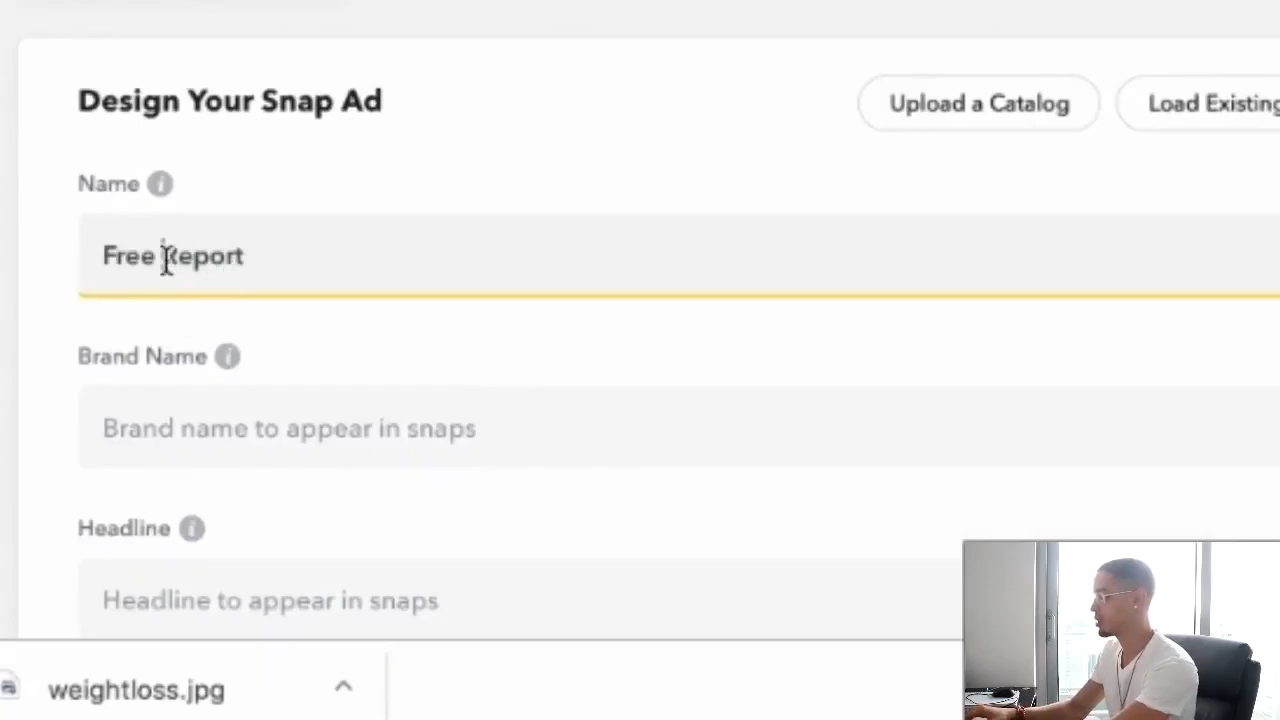 Design Your Snap Ad
Upload a Catalog
Load Existing
Name
Free Report
Brand Name
Brand name to appear in snaps
Headline
Headline to appear in snaps
weightloss.jpg